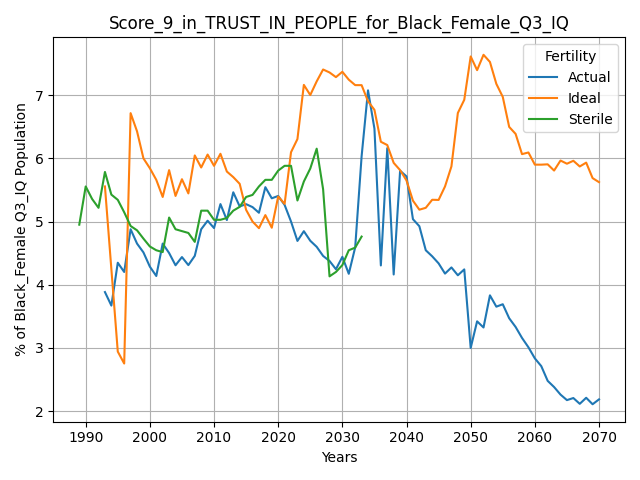 Score_9_in_TRUST_IN_PEOPLE_for_Black_Female_Q3_IQ
Fertility
Actual
Ideal
Sterile
% of Black_Female Q3_IQ Population
7
6
5
4
3
2
1990 2000 2010 2020 2030 2040 2050 2060 2070
Years